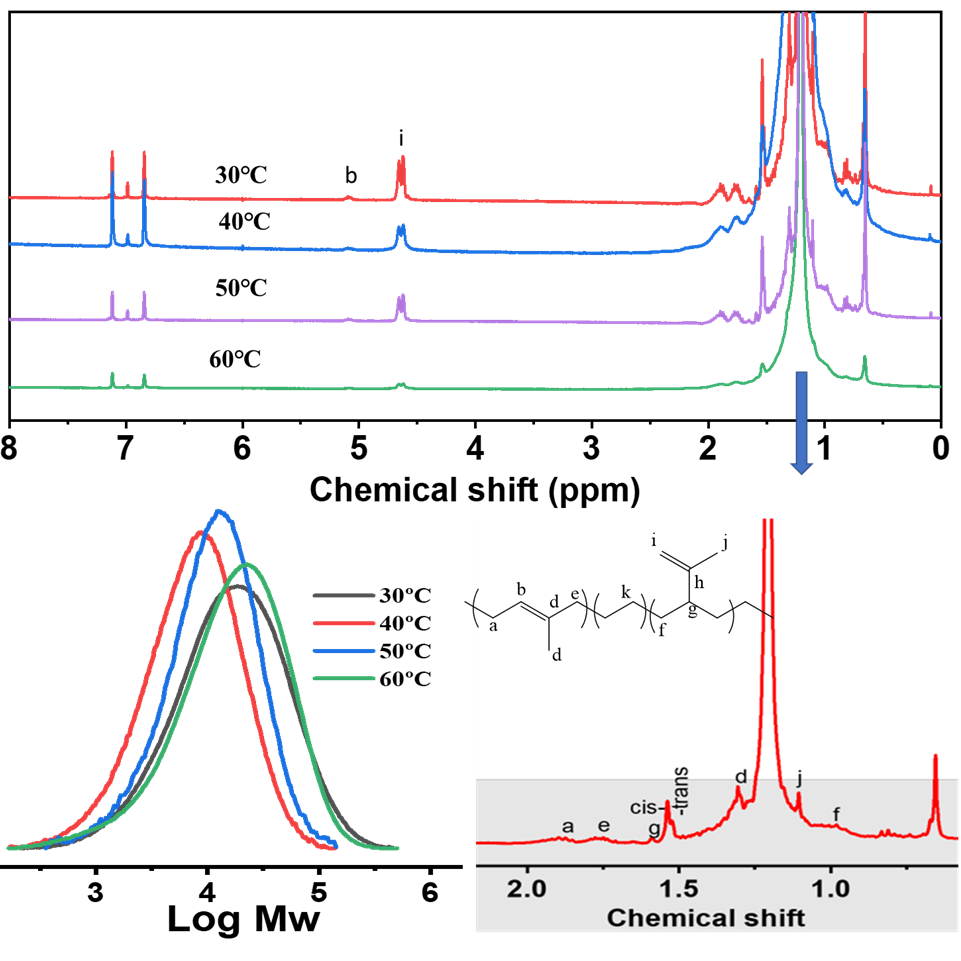 i
b
30°C
40°C
50°C
60°C
8 7 6 5 4 3 2 1 0
Chemical shift (ppm)
30°C
40°C
50°C
60°C
3 4 5 6
Log Mw
i j
h
b d e k g
a f
d
cis- -trans
a e g d j f
2.0 1.5 1.0
Chemical shift